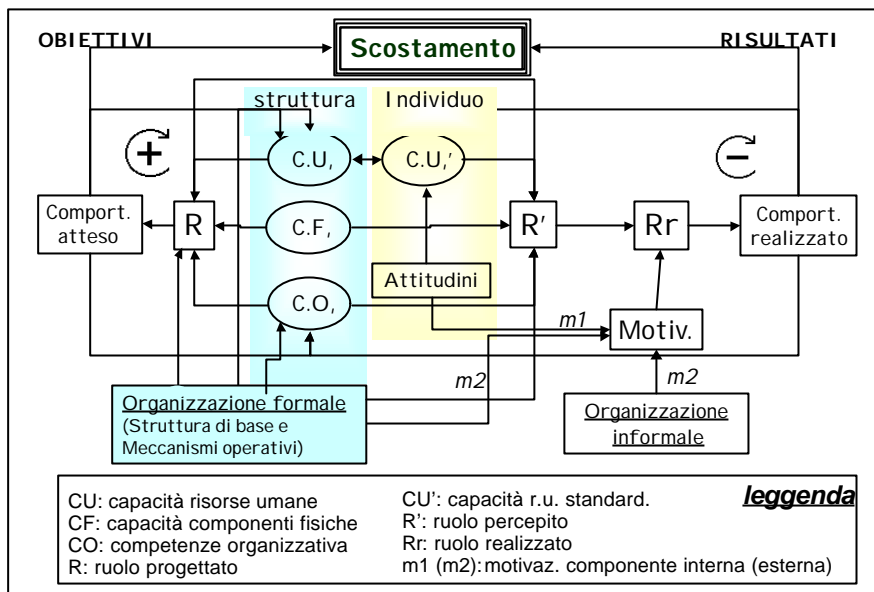 OBIETTIVI
Scostamento
RISULTATI
struttura
Individuo
+
C.U,
C.U,'
−
Comport.
atteso
R
C.F,
R'
Rr
Comport.
realizzato
Attitudini
C.O,
m1
Motiv.
m2
m2
Organizzazione formale
(Struttura di base e
Meccanismi operativi)
Organizzazione
informale
leggenda
CU: capacità risorse umane
CF: capacità componenti fisiche
CO: competenze organizzativa
R: ruolo progettato
CU’: capacità r.u. standard.
R’: ruolo percepito
Rr: ruolo realizzato
m1 (m2):motivaz. componente interna (esterna)